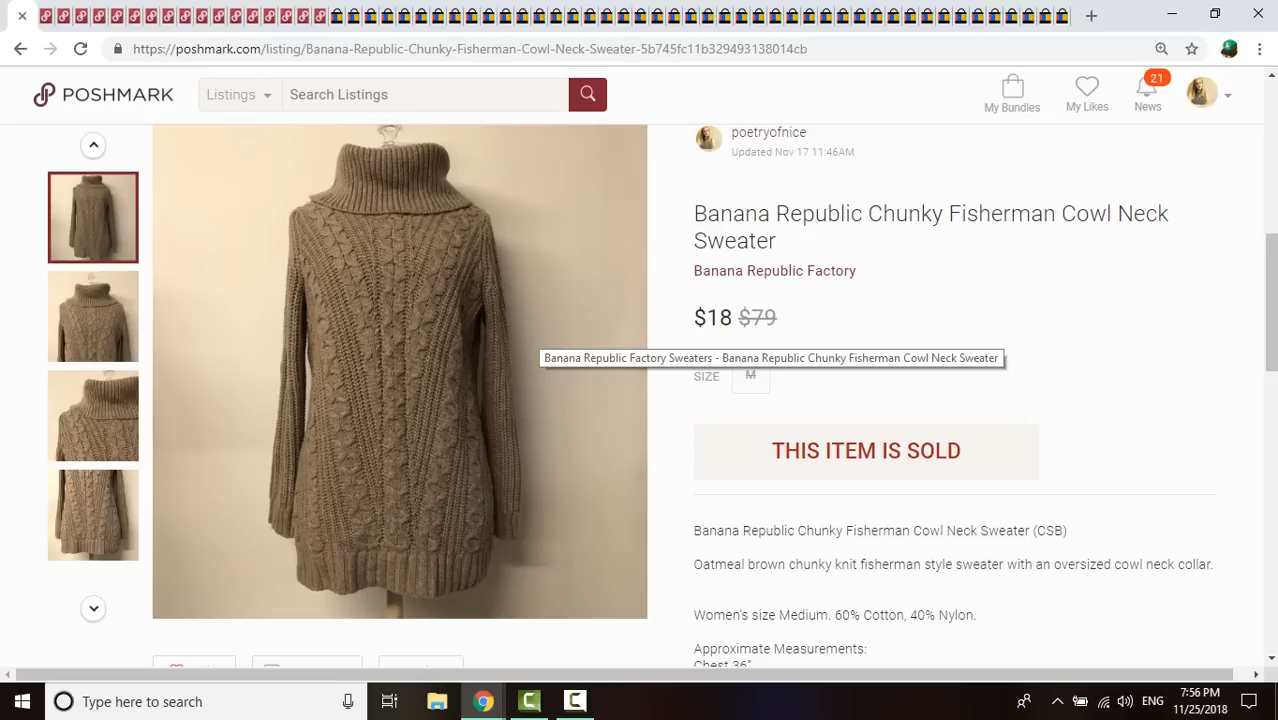 https://poshmark.com/listing/Banana-Republic-Chunky-Fisherman-Cowl-Neck-Sweater-5b745fc11b329493138014cb
POSHMARK
Listings
Search Listings
My Bundles
My Likes
21
News
poetryofnice
Updated Nov 17 11:46AM
Banana Republic Chunky Fisherman Cowl Neck
Sweater
Banana Republic Factory
$18 $79
Banana Republic Factory Sweaters - Banana Republic Chunky Fisherman Cowl Neck Sweater
SIZE M
THIS ITEM IS SOLD
Banana Republic Chunky Fisherman Cowl Neck Sweater (CSB)
Oatmeal brown chunky knit fisherman style sweater with an oversized cowl neck collar.
Women's size Medium. 60% Cotton, 40% Nylon.
Approximate Measurements:
Chest 36"
Type here to search
ENG
7:56 PM
11/25/2018